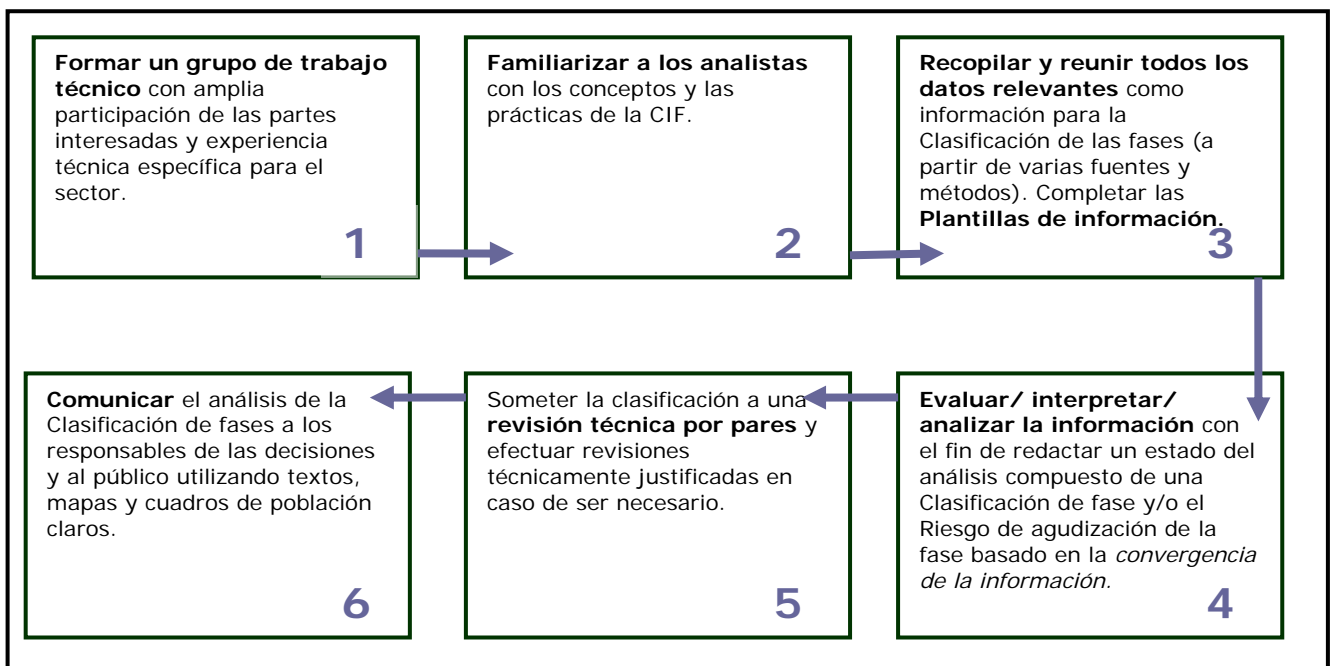 Formar un grupo de trabajo
técnico con amplia
participación de las partes
interesadas y experiencia
técnica específica para el
sector.
1
Familiarizar a los analistas
con los conceptos y las
prácticas de la CIF.
2
Recopilar y reunir todos los
datos relevantes como
información para la
Clasificación de las fases (a
partir de varias fuentes y
métodos). Completar las
Plantillas de información.
3
Evaluar/ interpretar/
analizar la información con
el fin de redactar un estado del
análisis compuesto de una
Clasificación de fase y/o el
Riesgo de agudización de la
fase basado en la convergencia
de la información.
4
Someter la clasificación a una
revisión técnica por pares y
efectuar revisiones
técnicamente justificadas en
caso de ser necesario.
5
Comunicar el análisis de la
Clasificación de fases a los
responsables de las decisiones
y al público utilizando textos,
mapas y cuadros de población
claros.
6